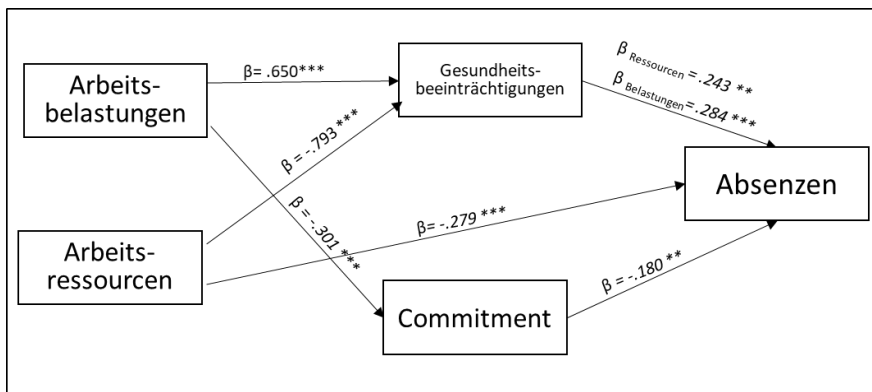 Arbeits-
belastungen
β= .650***
Gesundheits-
beeinträchtigungen
β Ressourcen = .243 **
β Belastungen = .284 ***
β = -.793 ***
β = -.301 ***
Absenzen
Arbeits-
ressourcen
β= -.279 ***
Commitment
β = -.180 **